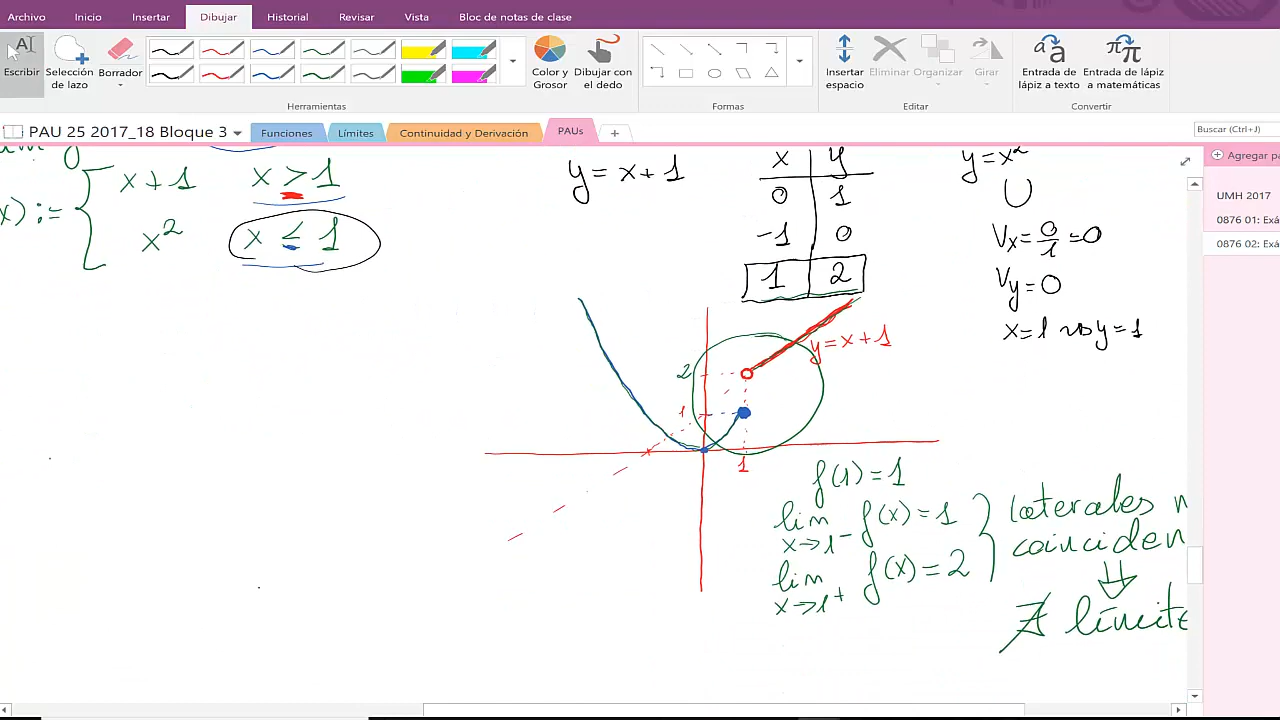 Archivo Inicio Insertar Dibujar Historial Revisar Vista Bloc de notas de clase
Escribir
Selección de lazo
Borrador
Color y Grosor
Dibujar con el dedo
Insertar espacio
Eliminar
Organizar
Girar
Entrada de lápiz a texto
Entrada de lápiz a matemáticas
Herramientas Formas Editar Convertir
PAU 25 2017_18 Bloque 3 Funciones Límites Continuidad y Derivación PAUs
Buscar (Ctrl+J)
Agregar pá
UMH 2017
0876 01: Exá
0876 02: Exá
x) :=
x + 1 x > 1
x² x ≤ 1
y = x + 1
x y
0 1
-1 0
1 2
y = x²
∪
Vx = 0/1 = 0
Vy = 0
x = 1 ⇝ y = 1
y = x + 1
2
1
1
f(1) = 1
lim x→1⁻ f(x) = 1
lim x→1⁺ f(x) = 2
laterales
coinciden
⇓
∄ límite